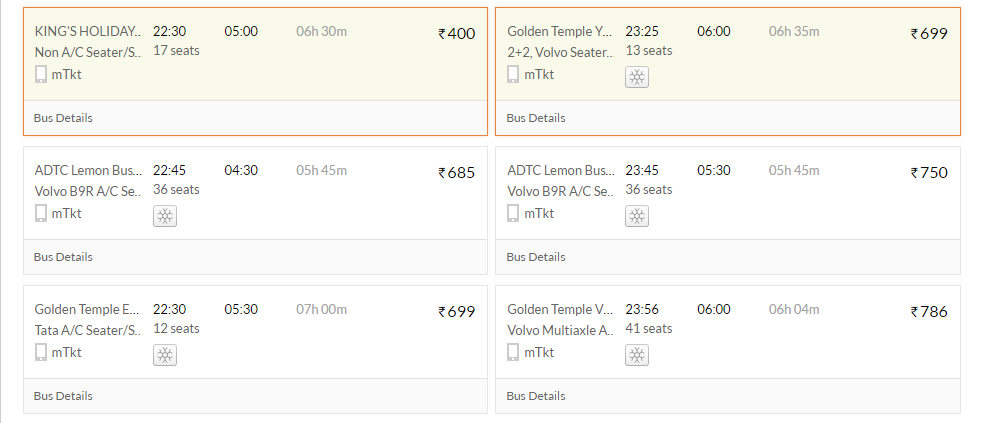 KING'S HOLIDAY.. 22:30 05:00 06h 30m ₹400
Non A/C Seater/S.. 17 seats
mTkt
Bus Details
Golden Temple Y... 23:25 06:00 06h 35m ₹699
2+2, Volvo Seater.. 13 seats
mTkt
Bus Details
ADTC Lemon Bus... 22:45 04:30 05h 45m ₹685
Volvo B9R A/C Se.. 36 seats
mTkt
Bus Details
ADTC Lemon Bus... 23:45 05:30 05h 45m ₹750
Volvo B9R A/C Se.. 36 seats
mTkt
Bus Details
Golden Temple E... 22:30 05:30 07h 00m ₹699
Tata A/C Seater/S.. 12 seats
mTkt
Bus Details
Golden Temple V... 23:56 06:00 06h 04m ₹786
Volvo Multiaxle A.. 41 seats
mTkt
Bus Details